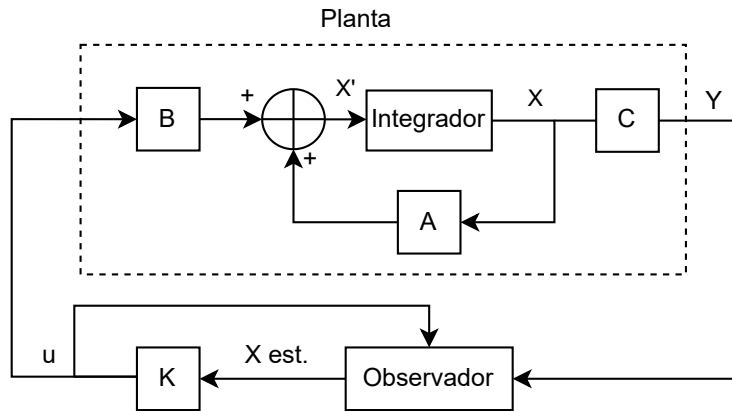 Planta
X'
X
Y
+
B
Integrador
C
+
A
u
X est.
K
Observador